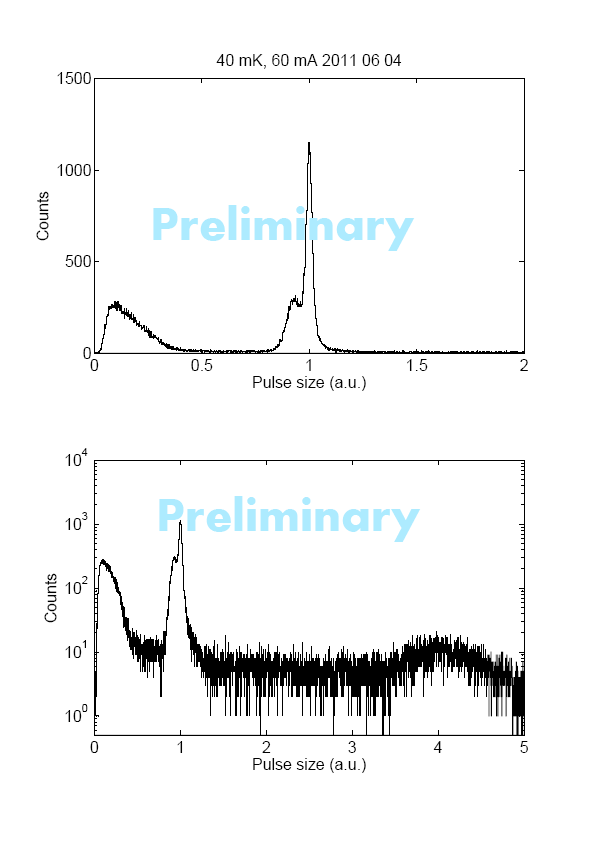 40 mK, 60 mA 2011 06 04
1500
1000
500
0
Counts
Preliminary
0 0.5 1 1.5 2
Pulse size (a.u.)
10^4
10^3
10^2
10^1
10^0
Counts
Preliminary
0 1 2 3 4 5
Pulse size (a.u.)